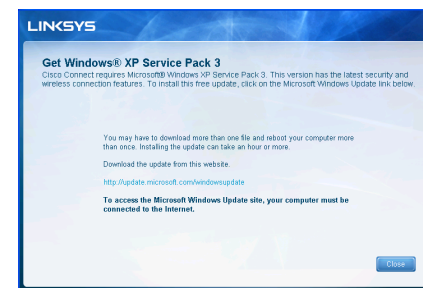 LINKSYS
Get Windows® XP Service Pack 3
Cisco Connect requires Microsoft® Windows XP Service Pack 3. This version has the latest security and
wireless connection features. To install this free update, click on the Microsoft Windows Update link below.
You may have to download more than one file and reboot your computer more
than once. Installing the update can take an hour or more.
Download the update from this website.
http://update.microsoft.com/windowsupdate
To access the Microsoft Windows Update site, your computer must be
connected to the Internet.
Close